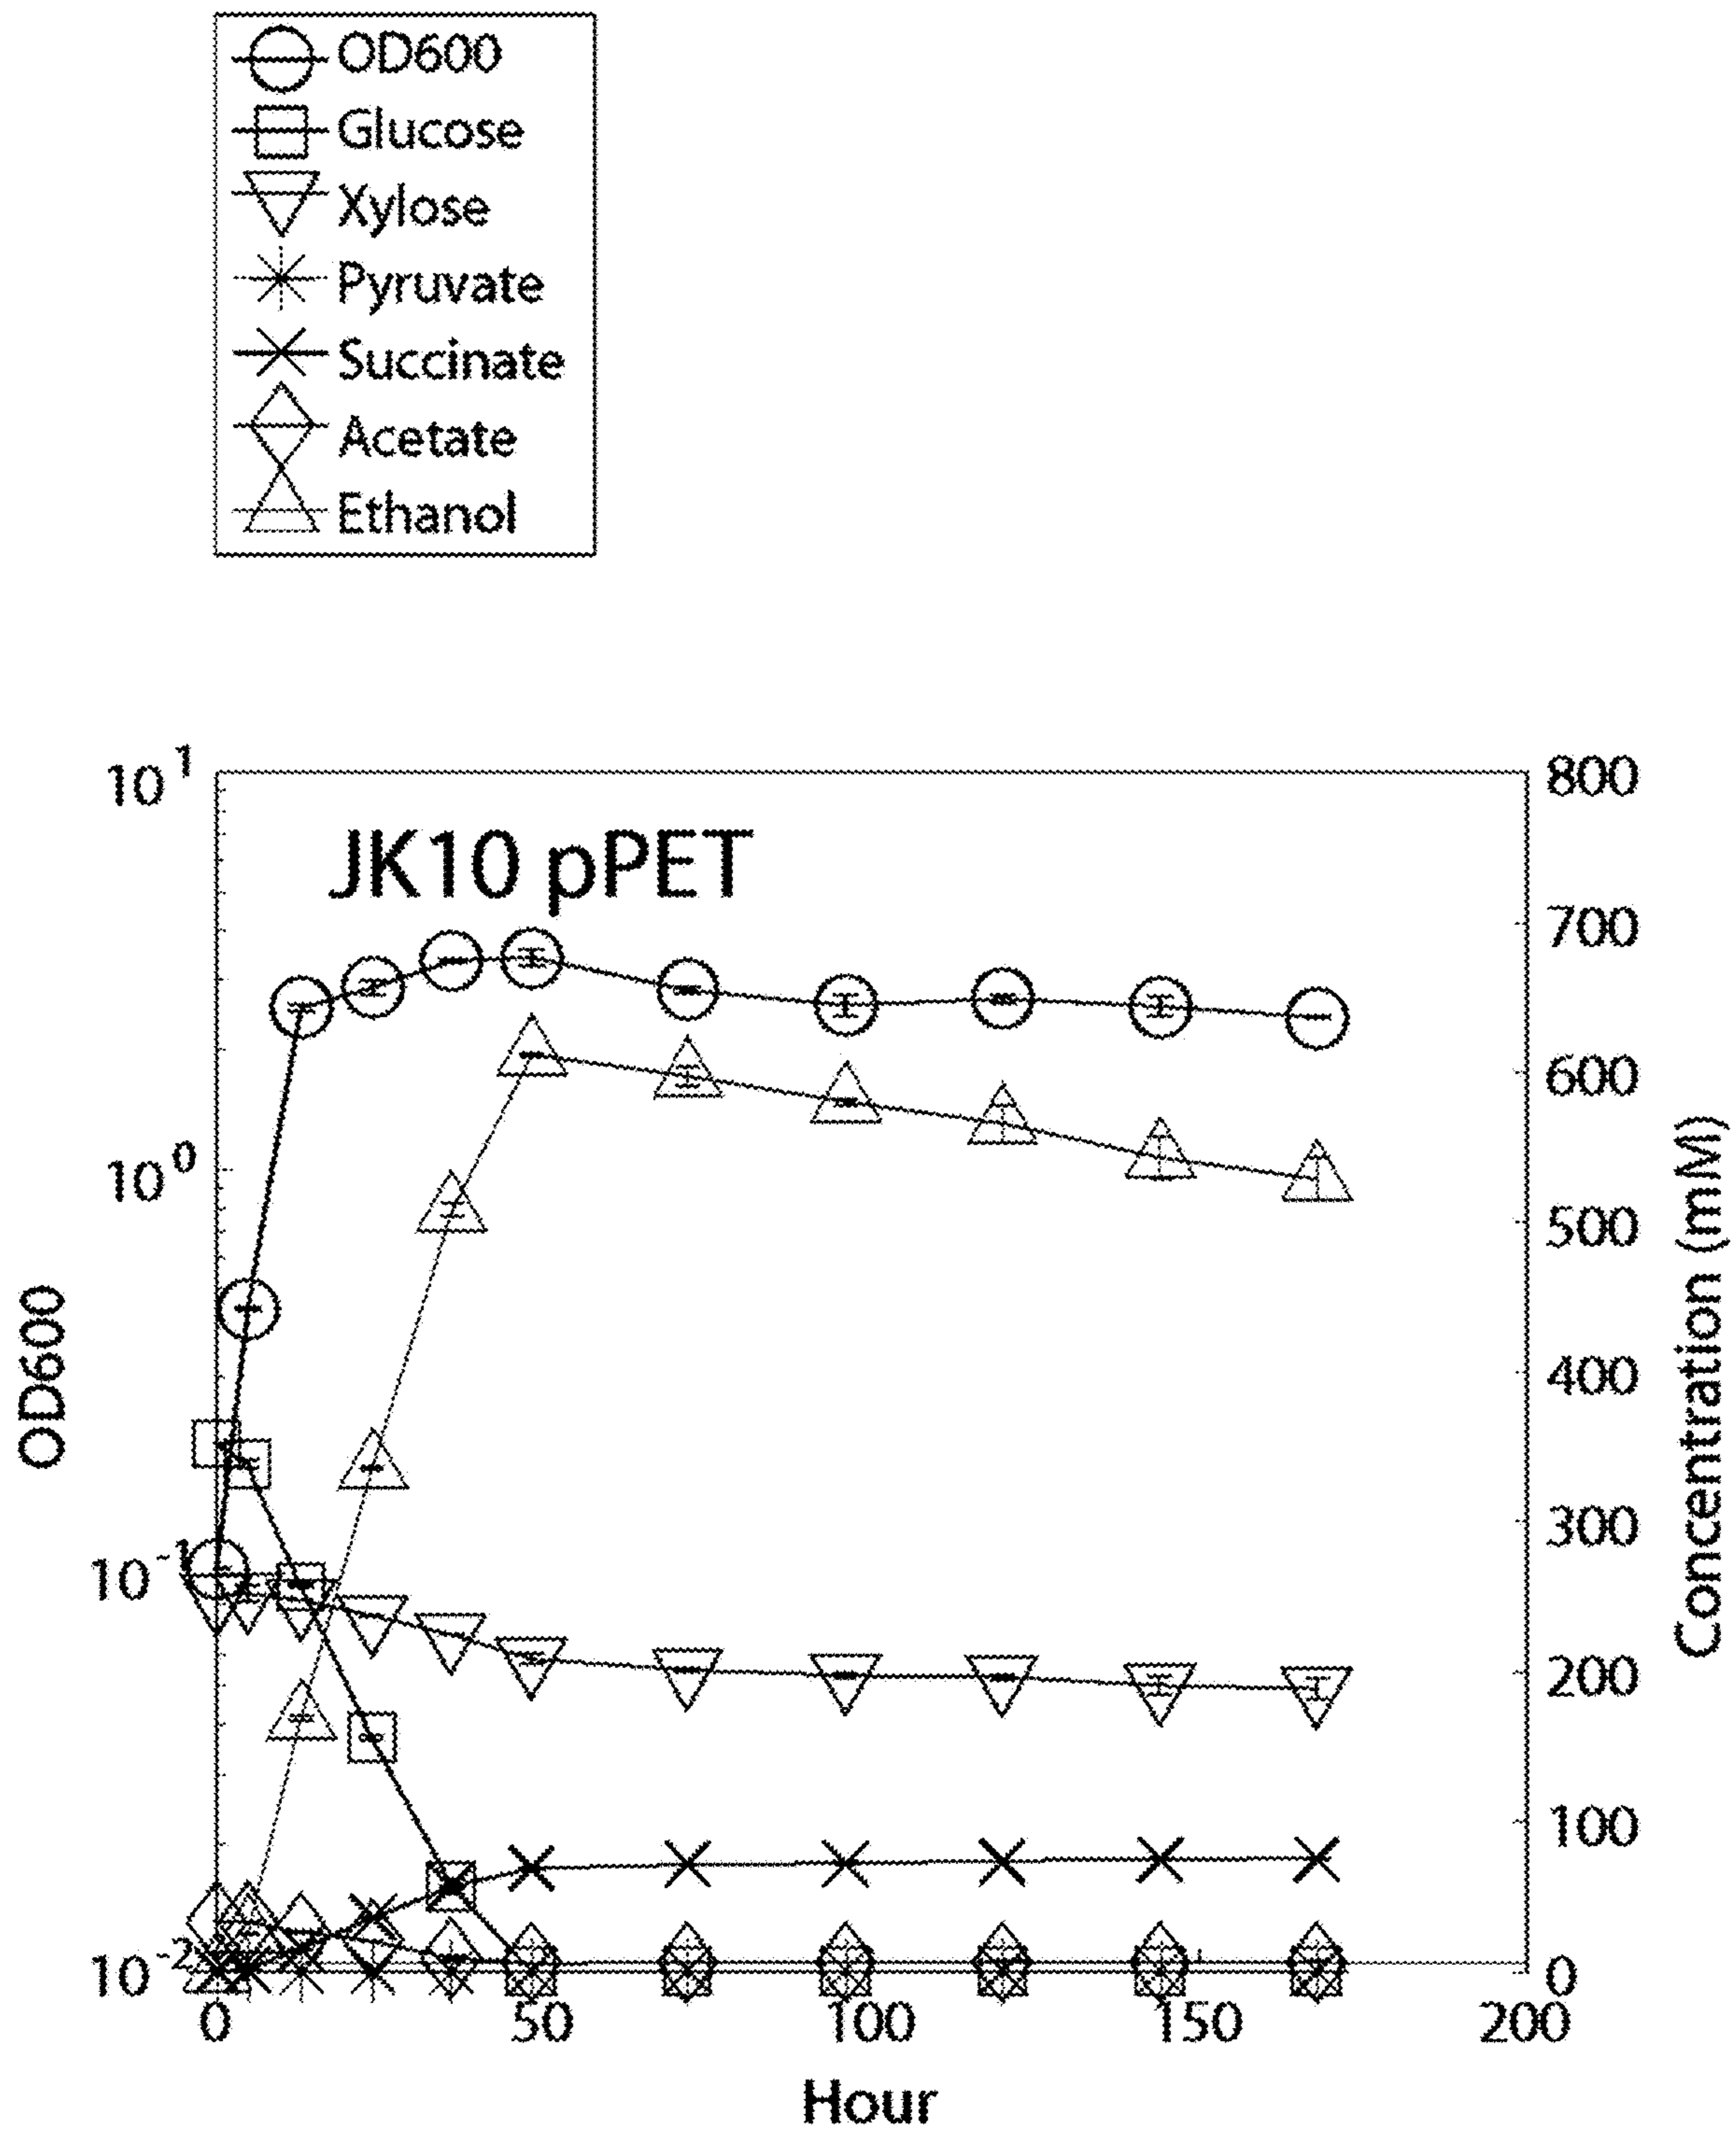 OD600
Glucose
Xylose
Pyruvate
Succinate
Acetate
Ethanol
JK10 pPET
10^1
10^0
10^-1
10^-2
OD600
800
700
600
500
400
300
200
100
0
Concentration (mM)
0 50 100 150 200
Hour